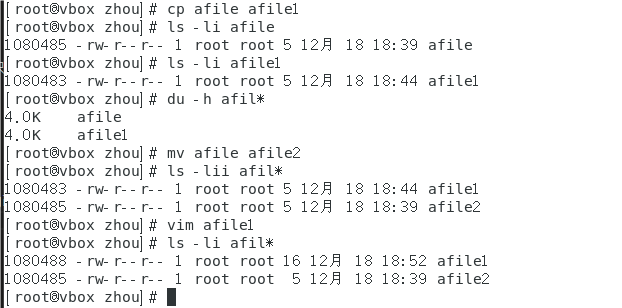 [root@vbox zhou]# cp afile afile1
[root@vbox zhou]# ls -li afile
1080485 -rw-r--r-- 1 root root 5 12月 18 18:39 afile
[root@vbox zhou]# ls -li afile1
1080483 -rw-r--r-- 1 root root 5 12月 18 18:44 afile1
[root@vbox zhou]# du -h afil*
4.0K    afile
4.0K    afile1
[root@vbox zhou]# mv afile afile2
[root@vbox zhou]# ls -lii afil*
1080483 -rw-r--r-- 1 root root 5 12月 18 18:44 afile1
1080485 -rw-r--r-- 1 root root 5 12月 18 18:39 afile2
[root@vbox zhou]# vim afile1
[root@vbox zhou]# ls -li afil*
1080488 -rw-r--r-- 1 root root 16 12月 18 18:52 afile1
1080485 -rw-r--r-- 1 root root  5 12月 18 18:39 afile2
[root@vbox zhou]#